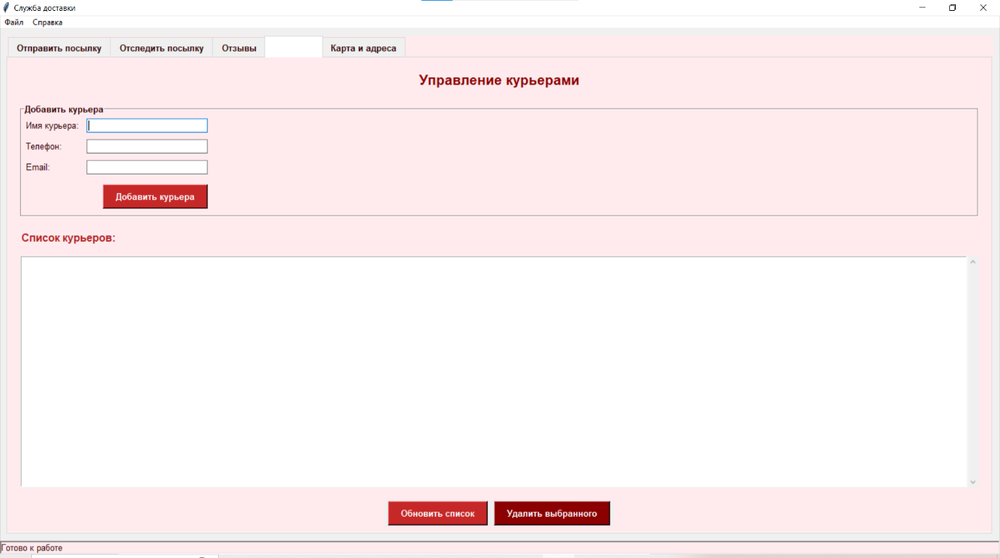 Служба доставки
Файл Справка
Отправить посылку Отследить посылку Отзывы Карта и адреса
Управление курьерами
Добавить курьера
Имя курьера:
Телефон:
Email:
Добавить курьера
Список курьеров:
Обновить список Удалить выбранного
Готово к работе